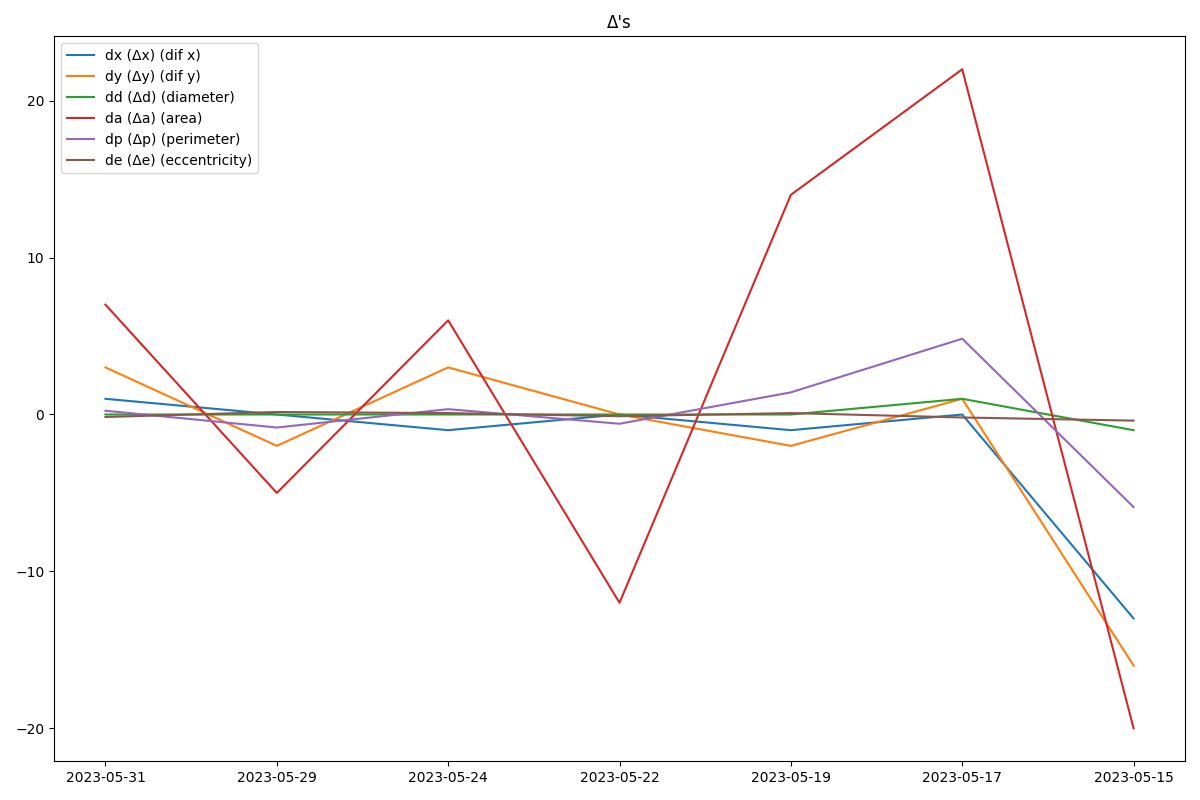 Δ's
dx (Δx) (dif x)
dy (Δy) (dif y)
dd (Δd) (diameter)
da (Δa) (area)
dp (Δp) (perimeter)
de (Δe) (eccentricity)
20
10
0
−10
−20
2023-05-31 2023-05-29 2023-05-24 2023-05-22 2023-05-19 2023-05-17 2023-05-15